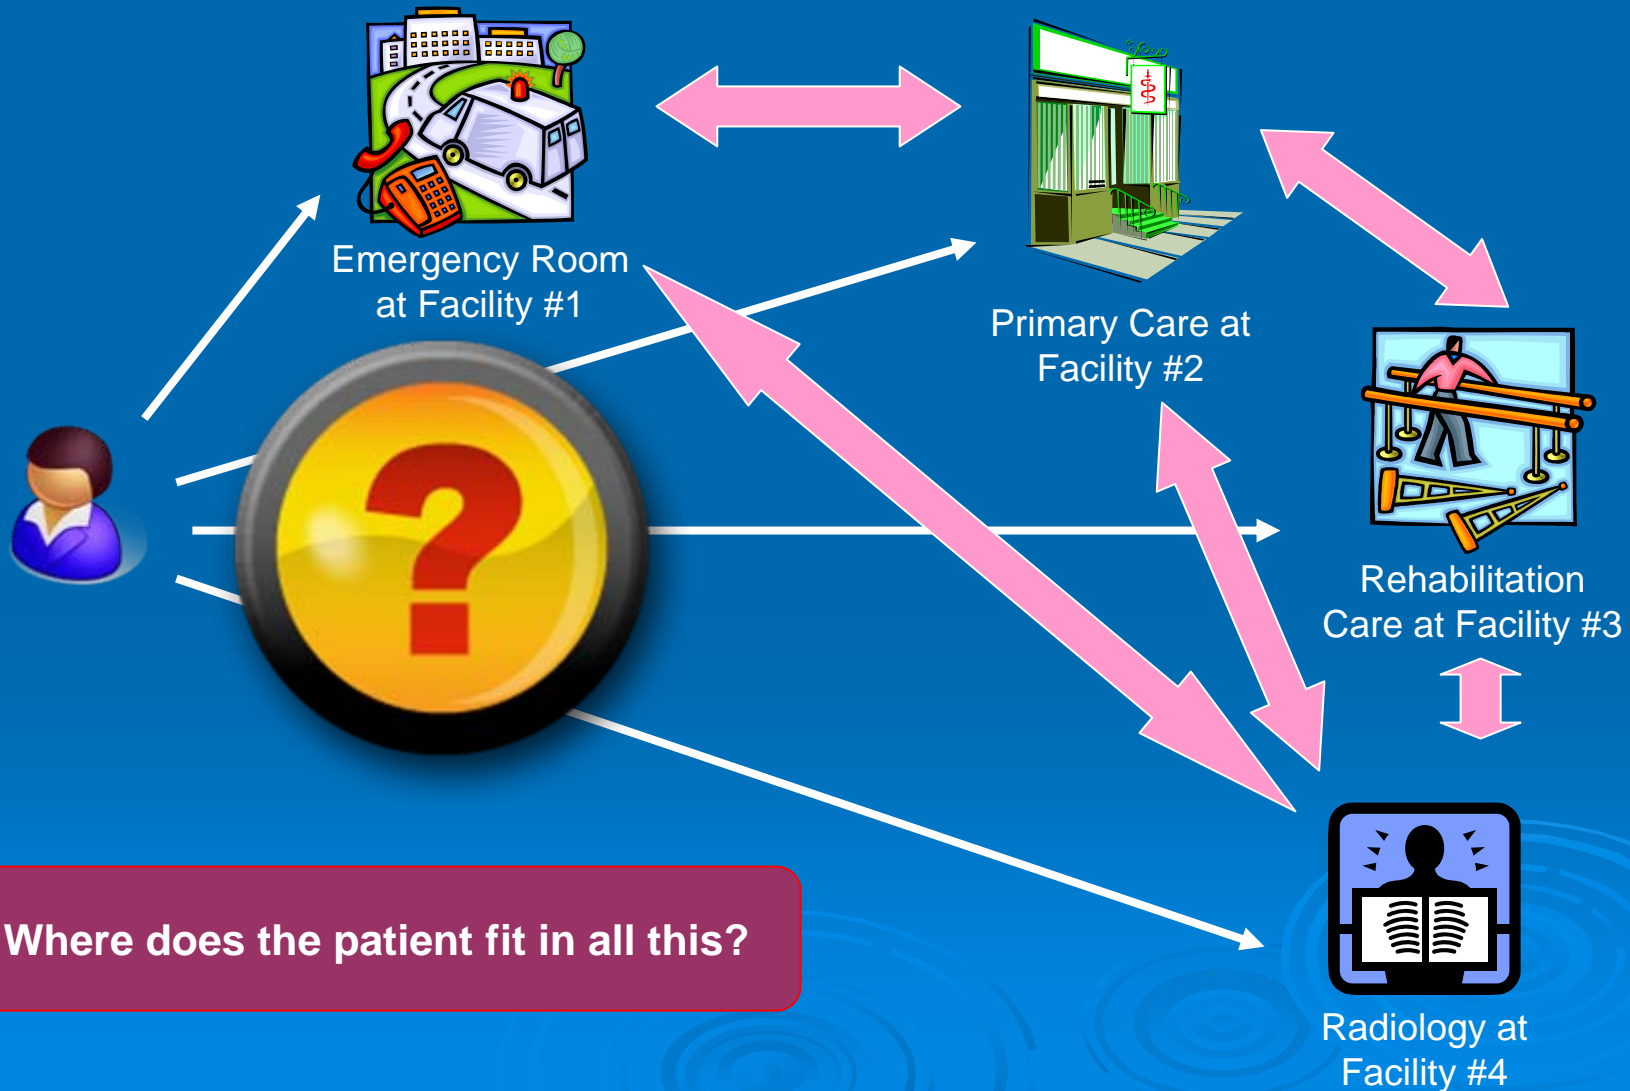 Emergency Room
at Facility #1
Primary Care at
Facility #2
?
Rehabilitation
Care at Facility #3
Where does the patient fit in all this?
Radiology at
Facility #4